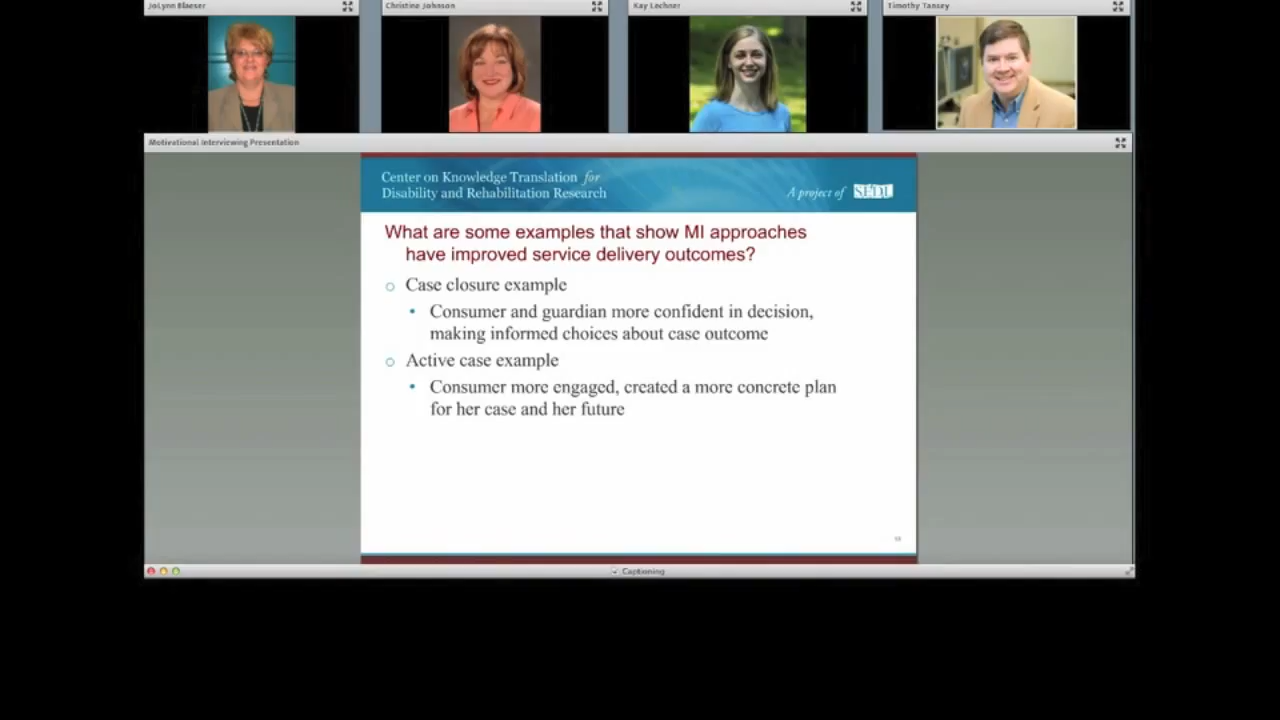 JoLynn Blaeser
Christine Johnson
Kay Lechner
Timothy Tansey
Motivational Interviewing Presentation
Center on Knowledge Translation for
Disability and Rehabilitation Research
A project of SEDL
What are some examples that show MI approaches
have improved service delivery outcomes?
Case closure example
Consumer and guardian more confident in decision,
making informed choices about case outcome
Active case example
Consumer more engaged, created a more concrete plan
for her case and her future
Captioning